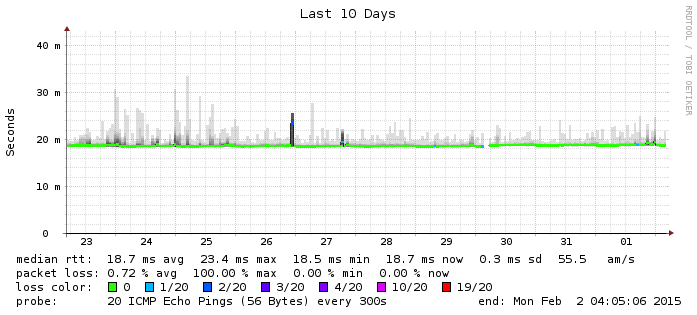 Last 10 Days
RRDTOOL / TOBI OETIKER
Seconds
40 m
30 m
20 m
10 m
0
23 24 25 26 27 28 29 30 31 01
median rtt: 18.7 ms avg 23.4 ms max 18.5 ms min 18.7 ms now 0.3 ms sd 55.5 am/s
packet loss: 0.72 % avg 100.00 % max 0.00 % min 0.00 % now
loss color: 0 1/20 2/20 3/20 4/20 10/20 19/20
probe: 20 ICMP Echo Pings (56 Bytes) every 300s end: Mon Feb 2 04:05:06 2015